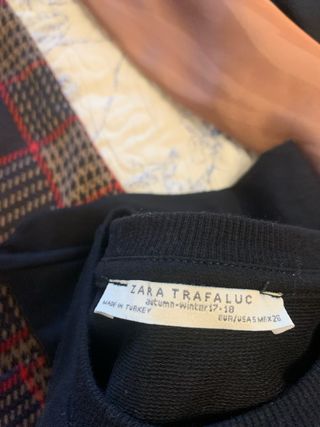 ZARA TRAFALUC
autumn-winter 17-18
MADE IN TURKEY
EUR/USA S MEX 26